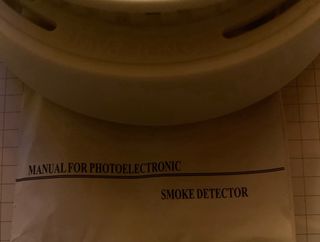 MANUAL FOR PHOTOELECTRONIC
SMOKE DETECTOR